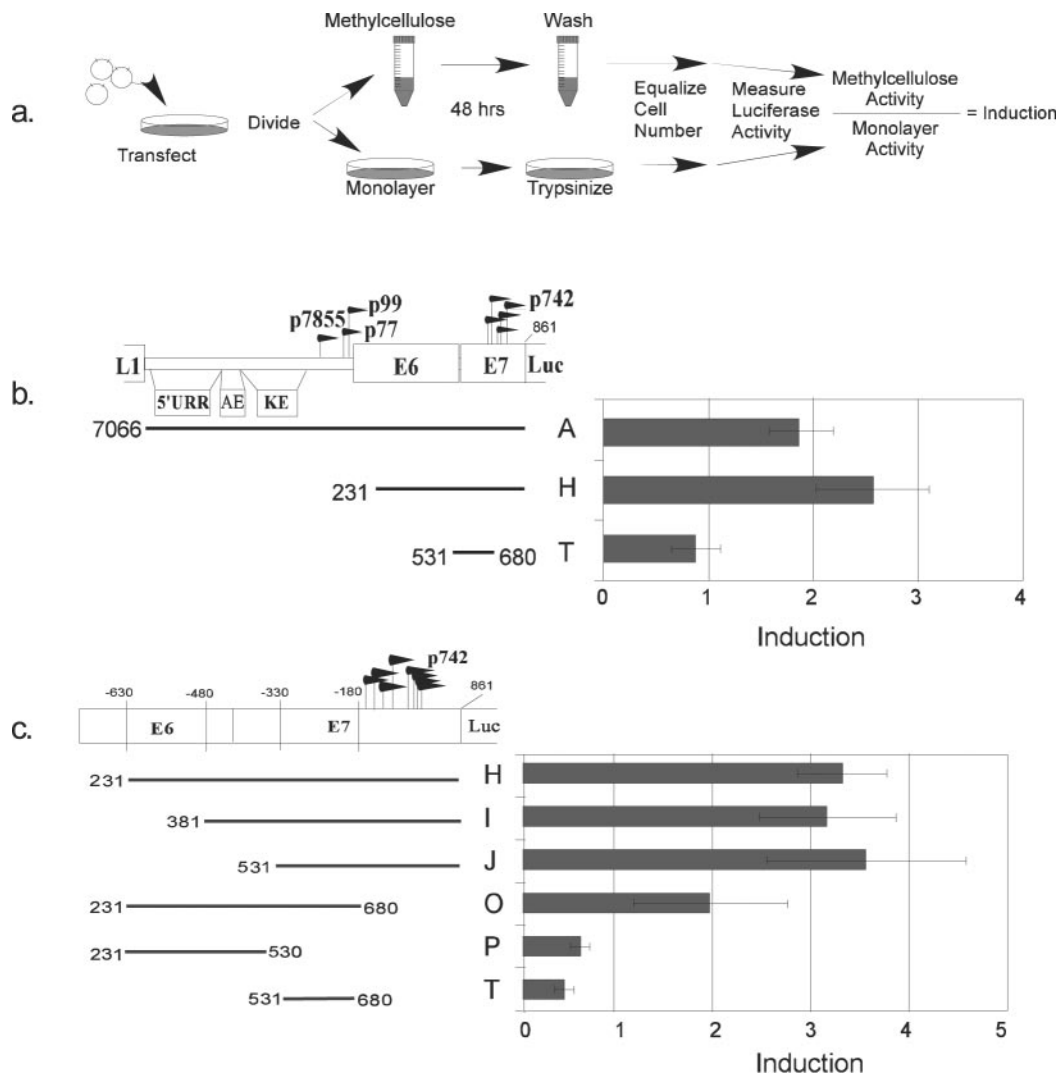 a.
Methylcellulose
Wash
Transfect
Divide
48 hrs
Monolayer
Trypsinize
Equalize
Cell
Number
Measure
Luciferase
Activity
Methylcellulose
Activity
Monolayer
Activity
= Induction
b.
p7855
p99
p77
p742
861
L1
E6
E7
Luc
5'URR
AE
KE
7066
A
231
H
531
680
T
0 1 2 3 4
Induction
c.
-630
-480
-330
-180
p742
861
E6
E7
Luc
231
H
381
I
531
J
231
680
O
231
530
P
531
680
T
0 1 2 3 4 5
Induction